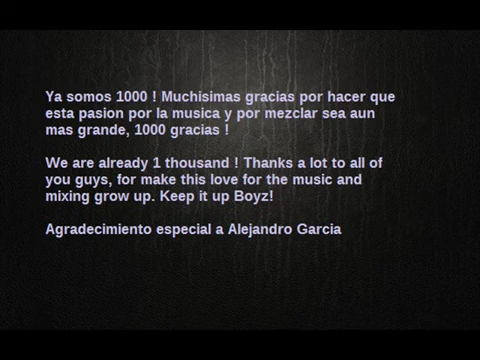 Ya somos 1000 ! Muchisimas gracias por hacer que
esta pasion por la musica y por mezclar sea aun
mas grande, 1000 gracias !
We are already 1 thousand ! Thanks a lot to all of
you guys, for make this love for the music and
mixing grow up. Keep it up Boyz!
Agradecimiento especial a Alejandro Garcia